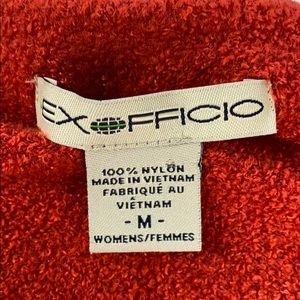 EXOFFICIO
100% NYLON
MADE IN VIETNAM
FABRIQUÉ AU
VIETNAM
- M -
WOMENS/FEMMES